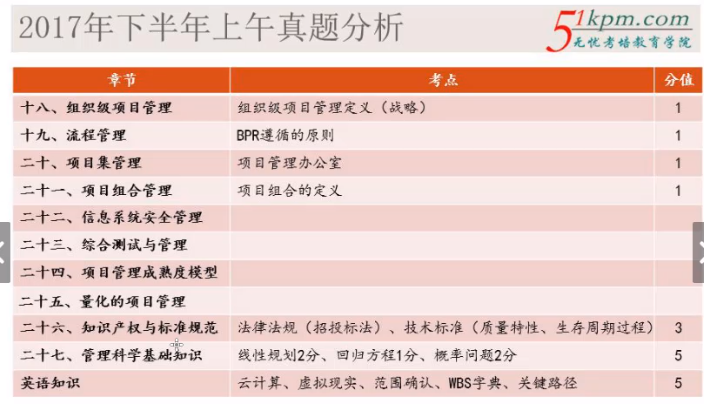 2017年下半年上午真题分析
51kpm.com
无忧考培教育学院
章节 考点 分值
十八、组织级项目管理 组织级项目管理定义（战略） 1
十九、流程管理 BPR遵循的原则 1
二十、项目集管理 项目管理办公室 1
二十一、项目组合管理 项目组合的定义 1
二十二、信息系统安全管理
二十三、综合测试与管理
二十四、项目管理成熟度模型
二十五、量化的项目管理
二十六、知识产权与标准规范 法律法规（招投标法）、技术标准（质量特性、生存周期过程） 3
二十七、管理科学基础知识 线性规划2分、回归方程1分、概率问题2分 5
英语知识 云计算、虚拟现实、范围确认、WBS字典、关键路径 5